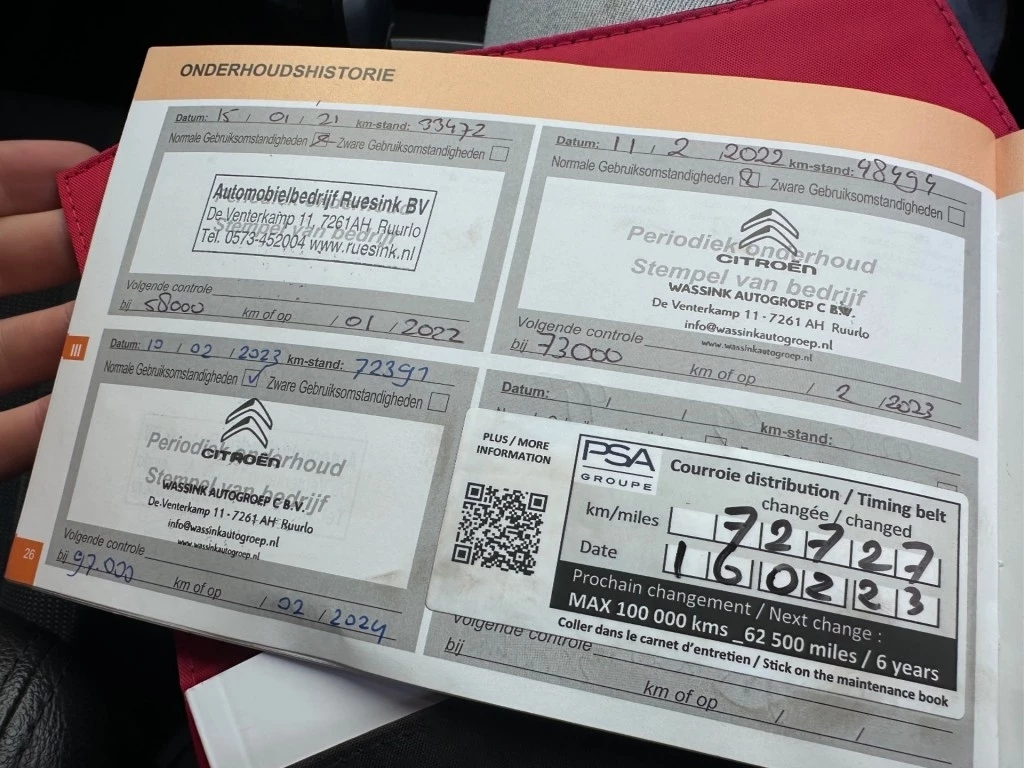 ONDERHOUDSHISTORIE
Datum: 15 / 01 / 21 km-stand: 33472
Normale Gebruiksomstandigheden Zware Gebruiksomstandigheden
Automobielbedrijf Ruesink BV
De Venterkamp 11, 7261AH Ruurlo
Tel. 0573-452004 www.ruesink.nl
Volgende controle
bij 58000 km of op / 01 / 2022
Datum: 11 / 2 / 2022 km-stand: 48494
Normale Gebruiksomstandigheden Zware Gebruiksomstandigheden
Periodiek onderhoud
CITROËN
Stempel van bedrijf
WASSINK AUTOGROEP C B.V.
De Venterkamp 11 - 7261 AH Ruurlo
info@wassinkautogroep.nl
www.wassinkautogroep.nl
Volgende controle
bij 73000 km of op / 2 / 2023
III
Datum: 10 / 02 / 2023 km-stand: 72391
Normale Gebruiksomstandigheden Zware Gebruiksomstandigheden
Periodiek onderhoud
CITROËN
Stempel van bedrijf
WASSINK AUTOGROEP C B.V.
De Venterkamp 11 - 7261 AH Ruurlo
info@wassinkautogroep.nl
www.wassinkautogroep.nl
Volgende controle
bij 97.000 km of op / 02 / 2024
26
Datum: / / km-stand:
PLUS / MORE
INFORMATION
PSA
GROUPE
Courroie distribution / Timing belt
changée / changed
km/miles 72727
Date 160223
Prochain changement / Next change :
MAX 100 000 kms _62 500 miles / 6 years
Coller dans le carnet d'entretien / Stick on the maintenance book
Volgende controle
bij km of op / /